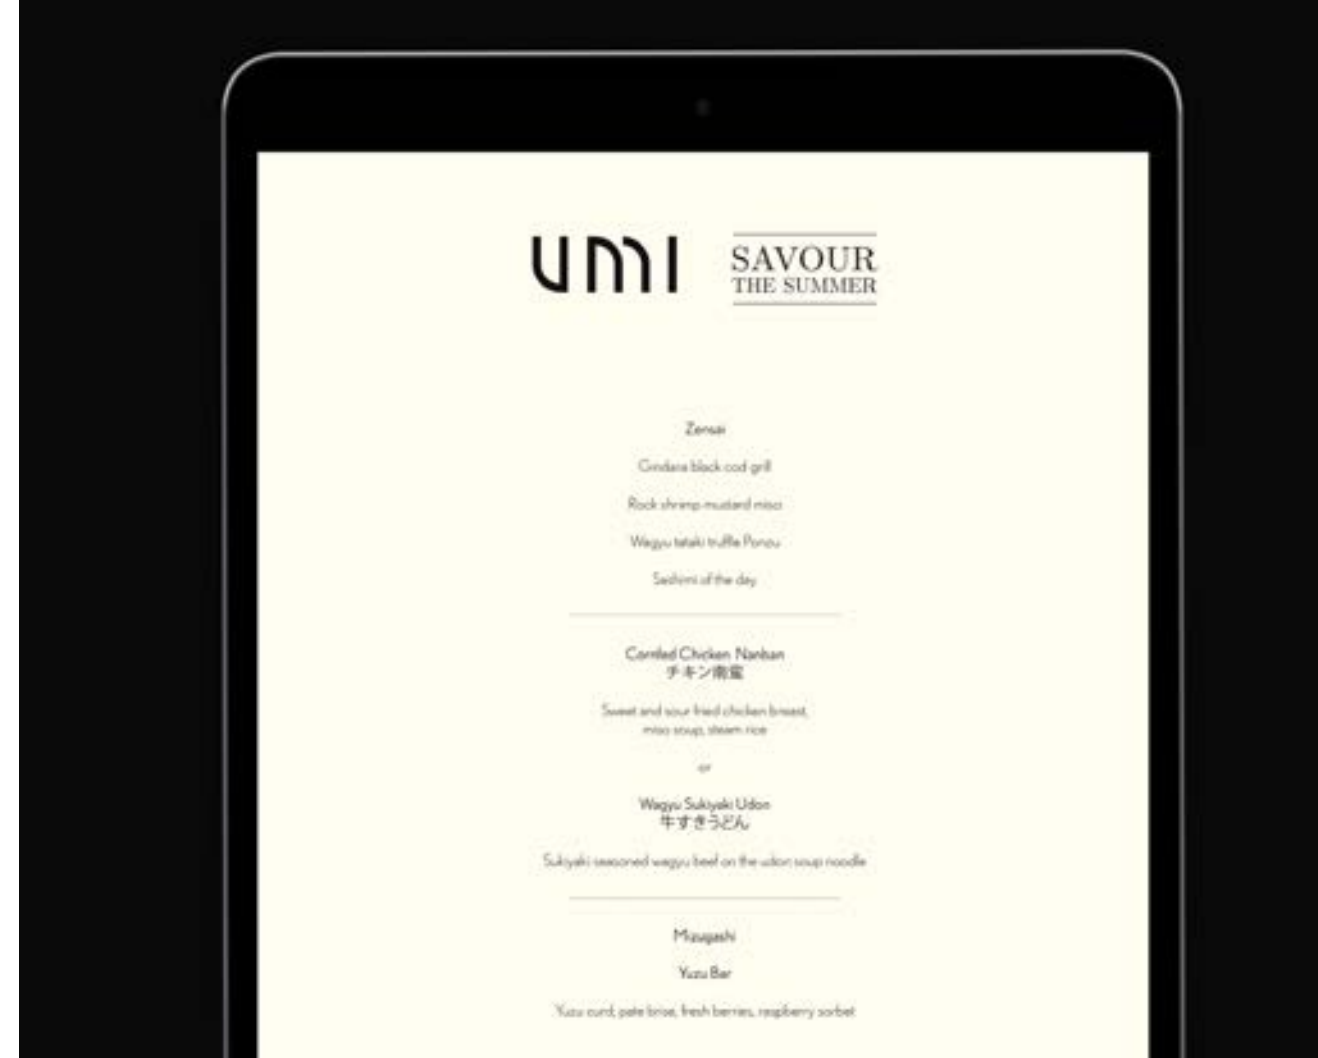 umi
SAVOUR
THE SUMMER
Zensai
Gindara black cod grill
Rock shrimp mustard miso
Wagyu tataki truffle Ponzu
Sashimi of the day
Cornfed Chicken Nanban
チキン南蛮
Sweet and sour fried chicken breast,
miso soup, steam rice
or
Wagyu Sukiyaki Udon
牛すきうどん
Sukiyaki seasoned wagyu beef on the udon soup noodle
Mizugashi
Yuzu Bar
Yuzu curd, pate brise, fresh berries, raspberry sorbet